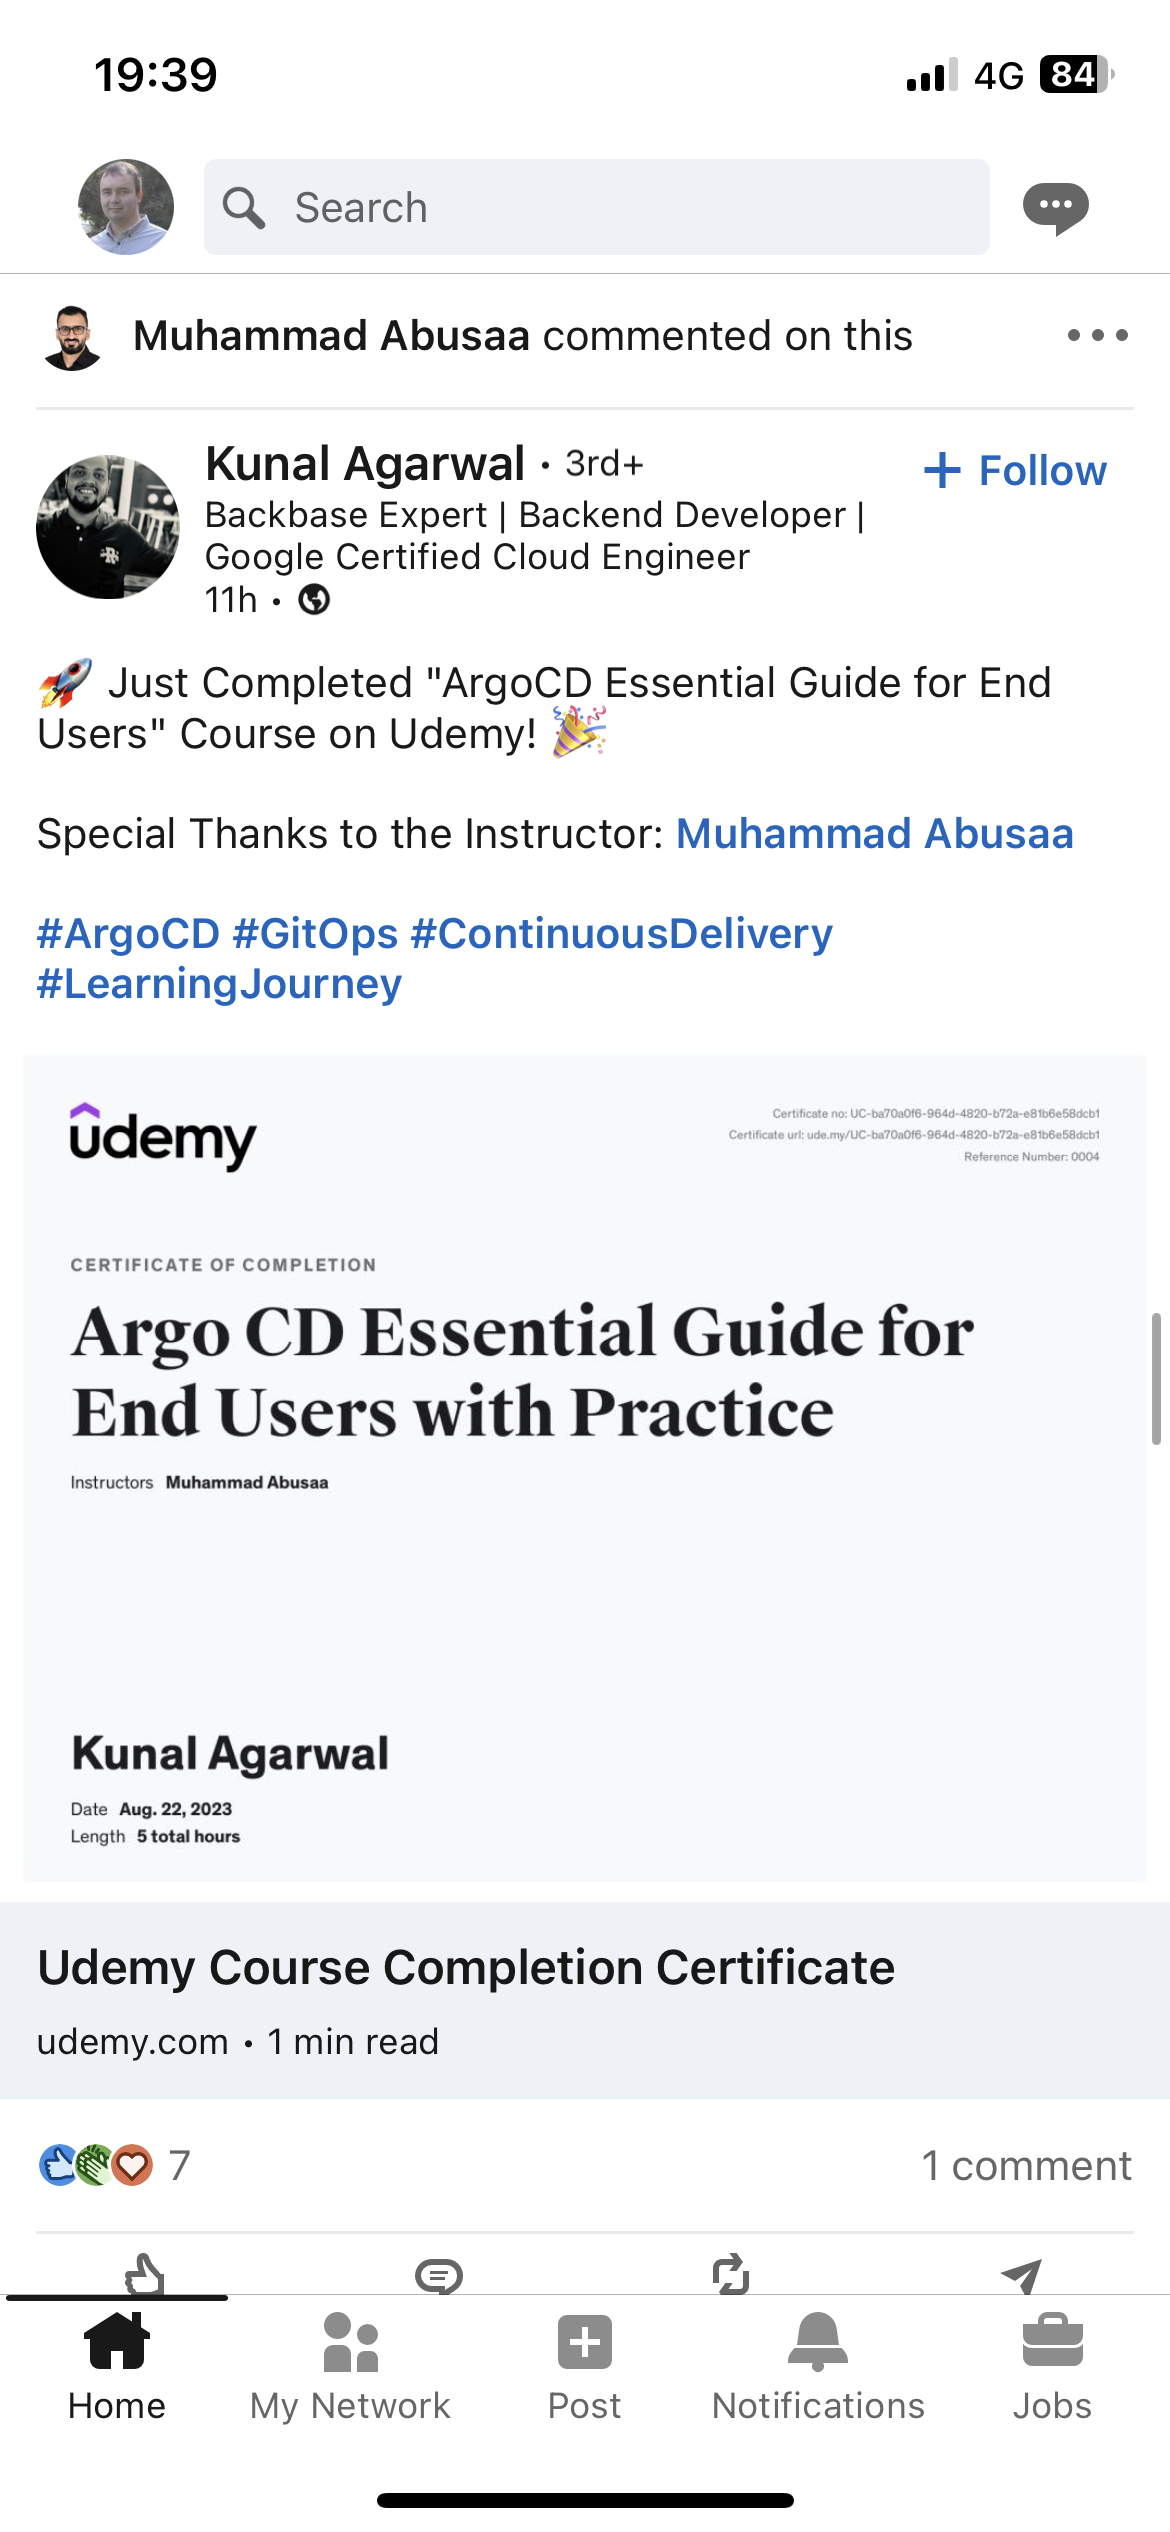 19:39
4G 84
Search
Muhammad Abusaa commented on this
Kunal Agarwal • 3rd+
+ Follow
Backbase Expert | Backend Developer |
Google Certified Cloud Engineer
11h •
🚀 Just Completed "ArgoCD Essential Guide for End
Users" Course on Udemy! 🎉
Special Thanks to the Instructor: Muhammad Abusaa
#ArgoCD #GitOps #ContinuousDelivery
#LearningJourney
udemy
Certificate no: UC-ba70a0f6-964d-4820-b72a-e81b6e58dcb1
Certificate url: ude.my/UC-ba70a0f6-964d-4820-b72a-e81b6e58dcb1
Reference Number: 0004
CERTIFICATE OF COMPLETION
Argo CD Essential Guide for
End Users with Practice
Instructors Muhammad Abusaa
Kunal Agarwal
Date Aug. 22, 2023
Length 5 total hours
Udemy Course Completion Certificate
udemy.com • 1 min read
7
1 comment
Home
My Network
Post
Notifications
Jobs